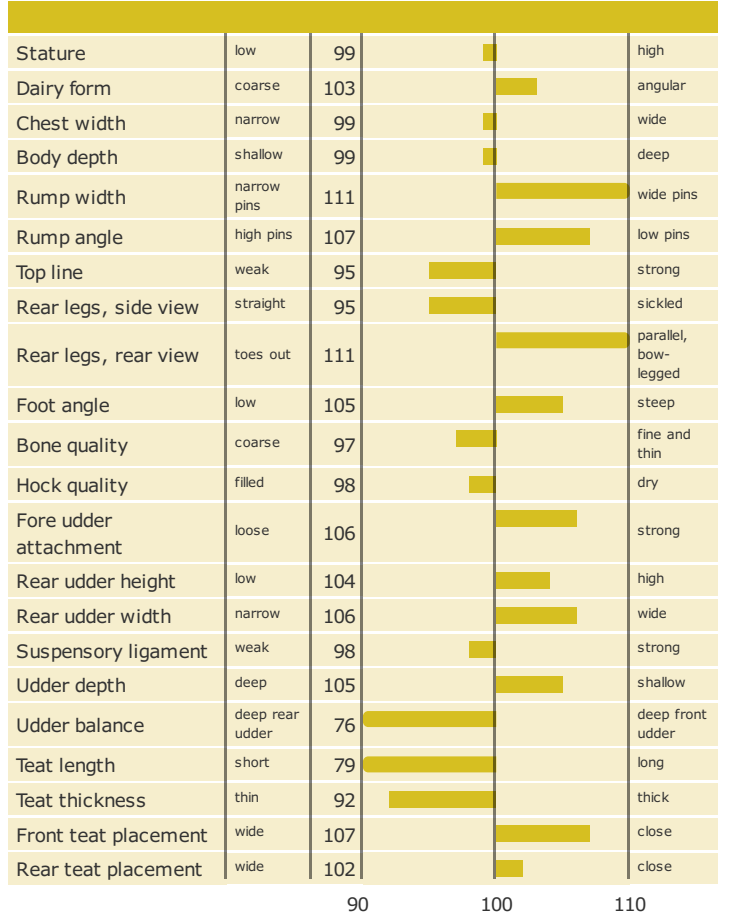 Stature low 99 high
Dairy form coarse 103 angular
Chest width narrow 99 wide
Body depth shallow 99 deep
Rump width narrow pins 111 wide pins
Rump angle high pins 107 low pins
Top line weak 95 strong
Rear legs, side view straight 95 sickled
Rear legs, rear view toes out 111 parallel, bow-legged
Foot angle low 105 steep
Bone quality coarse 97 fine and thin
Hock quality filled 98 dry
Fore udder attachment loose 106 strong
Rear udder height low 104 high
Rear udder width narrow 106 wide
Suspensory ligament weak 98 strong
Udder depth deep 105 shallow
Udder balance deep rear udder 76 deep front udder
Teat length short 79 long
Teat thickness thin 92 thick
Front teat placement wide 107 close
Rear teat placement wide 102 close
90 100 110